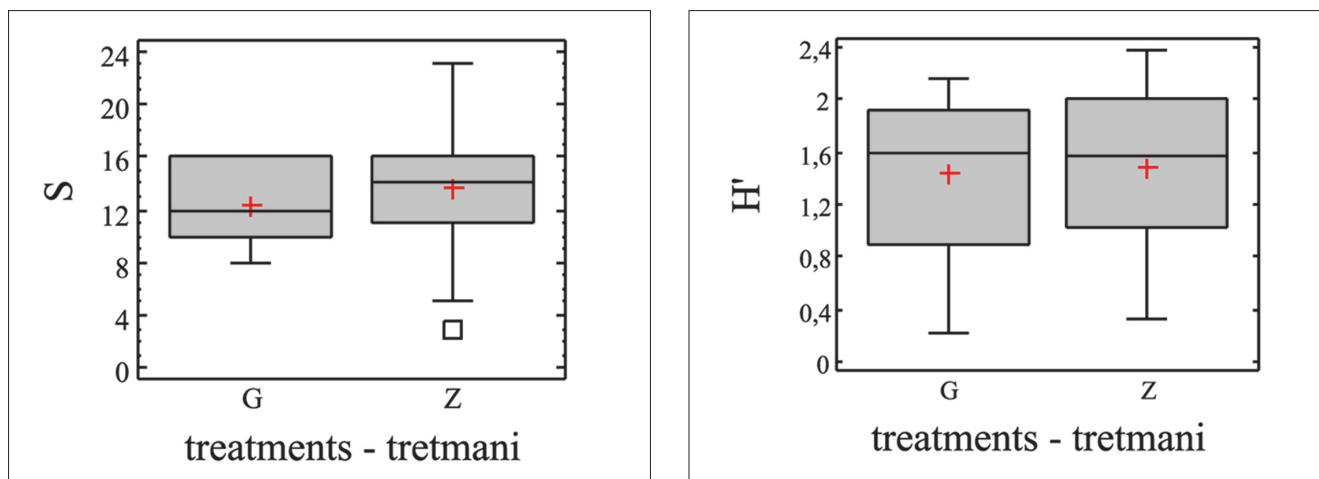 S
24
20
16
12
8
4
0
G Z
treatments - tretmani
H'
2,4
2
1,6
1,2
0,8
0,4
0
G Z
treatments - tretmani